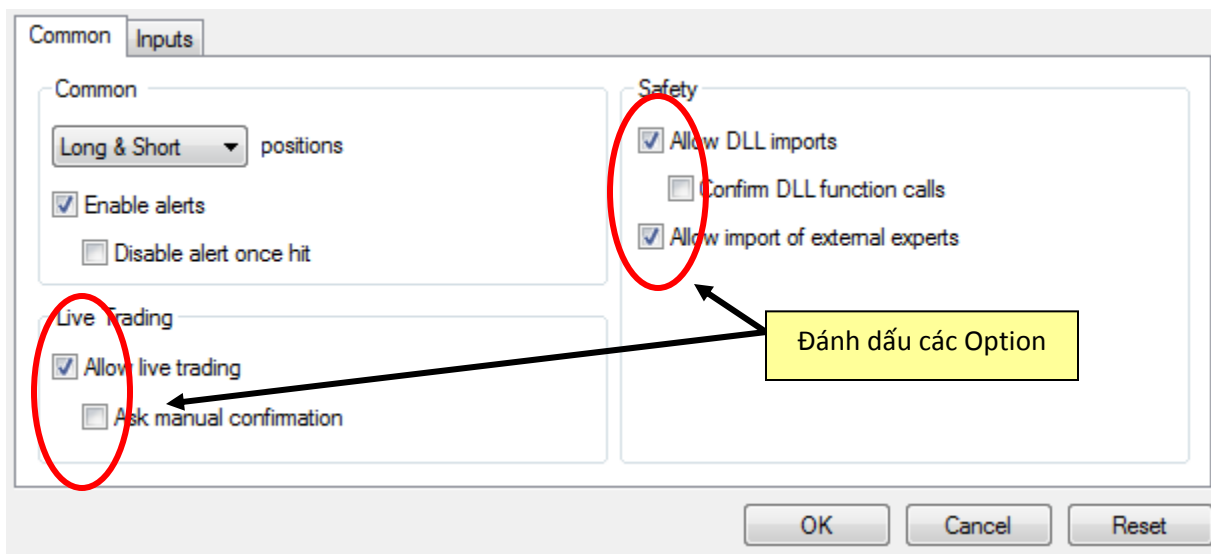 Common
Inputs
Common
Long & Short positions
Enable alerts
Disable alert once hit
Live Trading
Allow live trading
Ask manual confirmation
Safety
Allow DLL imports
Confirm DLL function calls
Allow import of external experts
Đánh dấu các Option
OK
Cancel
Reset